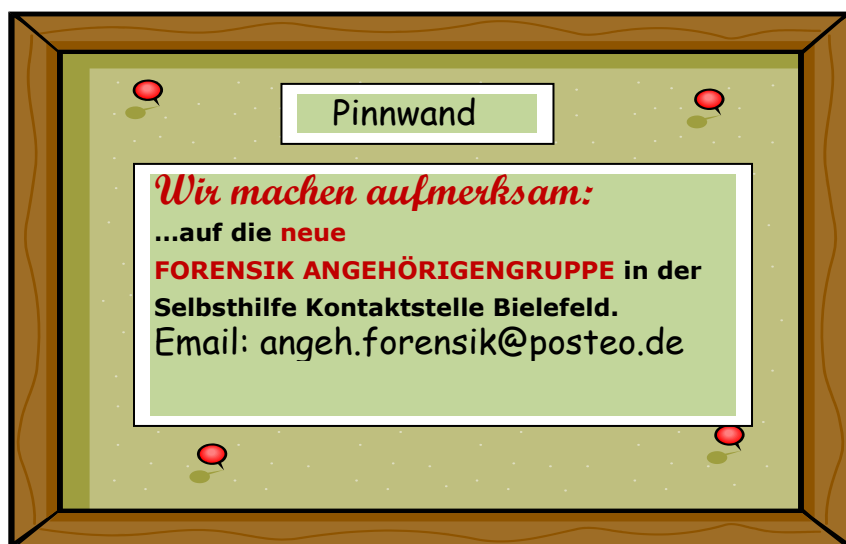 Pinnwand
Wir machen aufmerksam:
...auf die neue
FORENSIK ANGEHÖRIGENGRUPPE in der
Selbsthilfe Kontaktstelle Bielefeld.
Email: angeh.forensik@posteo.de